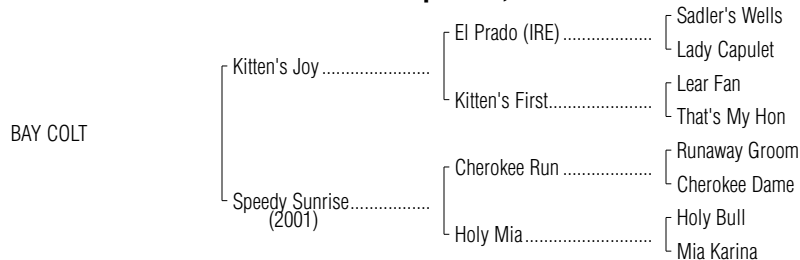 Sadler's Wells
El Prado (IRE) ..................
Lady Capulet
Kitten's Joy ......................
Lear Fan
Kitten's First.....................
That's My Hon
BAY COLT
Runaway Groom
Cherokee Run ..................
Cherokee Dame
Speedy Sunrise................
(2001)
Holy Bull
Holy Mia.........................
Mia Karina